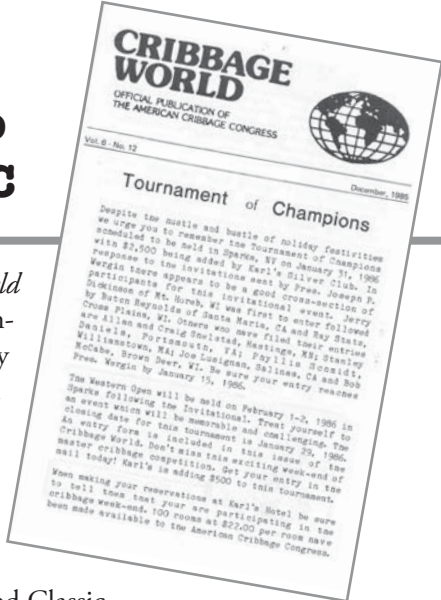 CRIBBAGE
WORLD
OFFICIAL PUBLICATION OF
THE AMERICAN CRIBBAGE CONGRESS
Vol. 6 - No. 12
December, 1985
Tournament of Champions
Despite the hustle and bustle of holiday festivities
we urge you to remember the Tournament of Champions
scheduled to be held in Sparks, NV on January 31, 1986
with $2,500 being added by Karl's Silver Club. In
response to the invitations sent by Pres. Joseph P.
Wergin there appears to be a good cross-section of
participants for this invitational event. Jerry
Dickinson of Mt. Horeb, WI was first to enter followed
by Butch Reynolds of Santa Maria, CA and Ray State,
Cross Plains, WI. Others who have filed their entries
are Allan and Craig Shelstad, Hastings, MN; Stanley
Daniels, Portsmouth, VA; Phyllis Schmidt,
Williamstown, MA; Joe Lusignan, Salinas, CA and Bob
McCabe, Brown Deer, WI. Be sure your entry reaches
Pres. Wergin by January 15, 1986.
The Western Open will be held on February 1-2, 1986 in
Sparks following the Invitational. Treat yourself to
an event which will be memorable and challenging. The
closing date for this tournament is January 29, 1986.
An entry form is included in this issue of the
Cribbage World. Don't miss this exciting week-end of
master cribbage competition. Get your entry in the
mail today! Karl's is adding $500 to this tournament.
When making your reservations at Karl's Hotel be sure
to tell them that your are participating in the
cribbage week-end. 100 rooms at $22.00 per room have
been made available to the American Cribbage Congress.
ld
n-
y
nd Classic